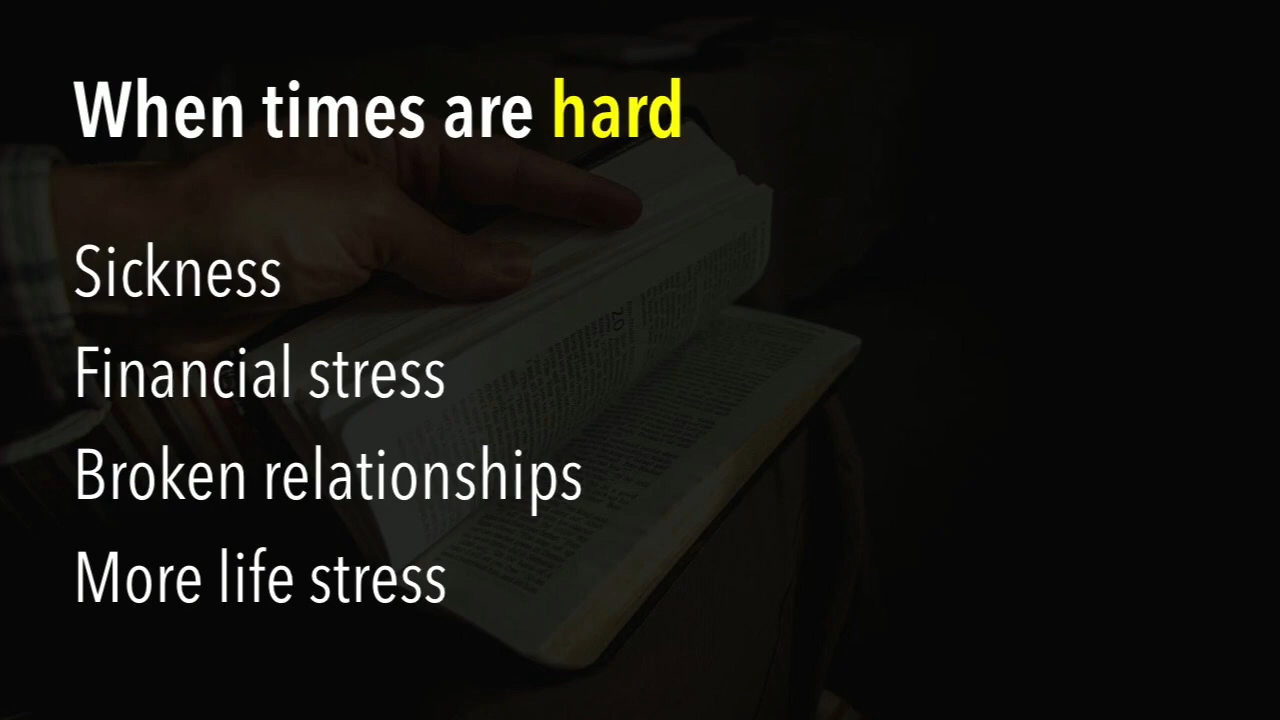 When times are hard
Sickness
Financial stress
Broken relationships
More life stress